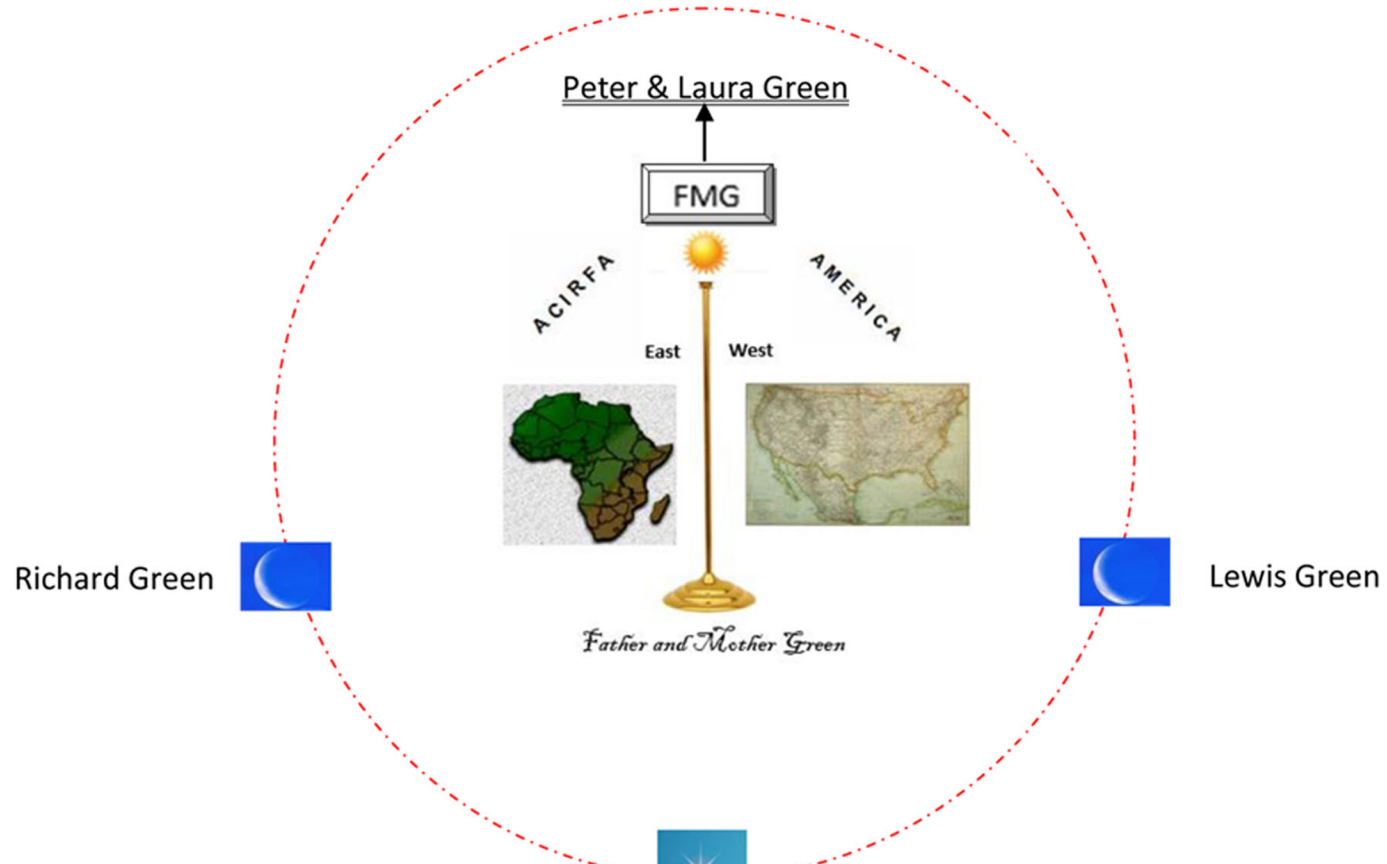 Peter & Laura Green
FMG
ACIRFA
AMERICA
East
West
Richard Green
Lewis Green
Father and Mother Green